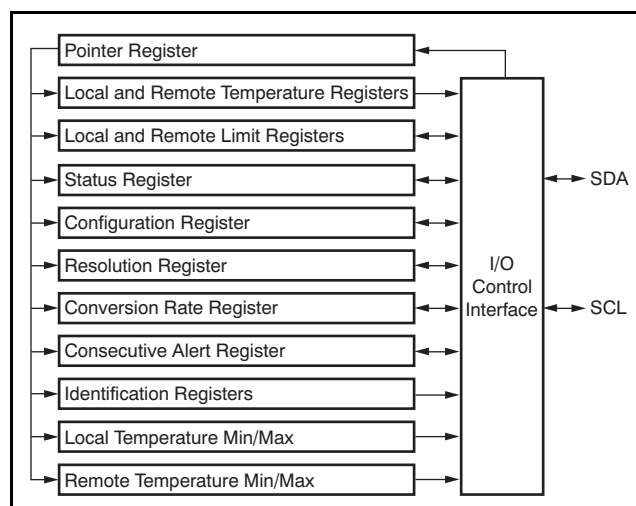 Pointer Register
Local and Remote Temperature Registers
Local and Remote Limit Registers
Status Register
Configuration Register
Resolution Register
Conversion Rate Register
Consecutive Alert Register
Identification Registers
Local Temperature Min/Max
Remote Temperature Min/Max
I/O
Control
Interface
SDA
SCL